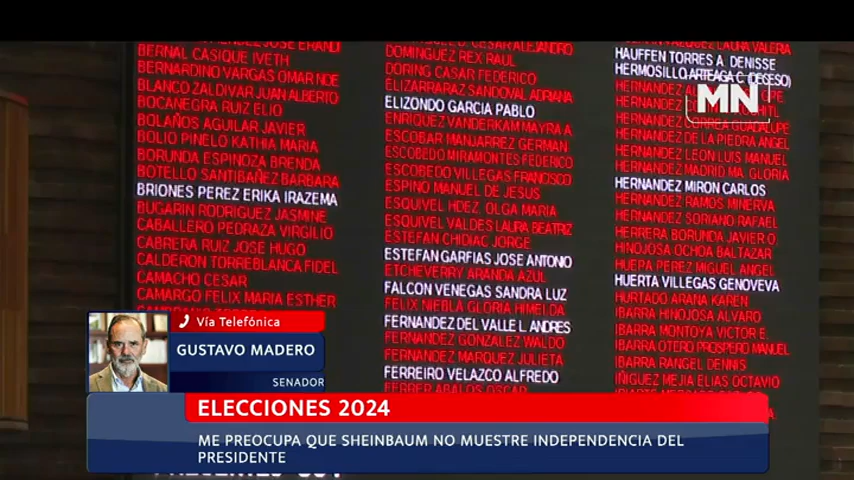 BERNAL CASIQUE IVETH
BERNARDINO VARGAS OMAR NOE
BLANCO ZALDIVAR JUAN ALBERTO
BOCANEGRA RUIZ ELIO
BOLAÑOS AGUILAR JAVIER
BOLIO PINELO KATHIA MARIA
BORUNDA ESPINOZA BRENDA
BOTELLO SANTIBAÑEZ BARBARA
BRIONES PEREZ ERIKA IRAZEMA
BUGARIN RODRIGUEZ JASMINE
CABALLERO PEDRAZA VIRGILIO
CABRERA RUIZ JOSE HUGO
CALDERON TORREBLANCA FIDEL
CAMACHO CESAR
CAMARGO FELIX MARIA ESTHER
DOMINGUEZ REX RAUL
DORING CASAR FEDERICO
ELIZARRARAZ SANDOVAL ADRIANA
ELIZONDO GARCIA PABLO
ENRIQUEZ VANDERKAM MAYRA A
ESCOBAR MANJARREZ GERMAN
ESCOBEDO MIRAMONTES FEDERICO
ESCOBEDO VILLEGAS FRANCISCO
ESPINO MANUEL DE JESUS
ESQUIVEL HDEZ. OLGA MARIA
ESQUIVEL VALDES LAURA BEATRIZ
ESTEFAN CHIDIAC JORGE
ESTEFAN GARFIAS JOSE ANTONIO
ETCHEVERRY ARANDA AZUL
FALCON VENEGAS SANDRA LUZ
FELIX NIEBLA GLORIA HIMELDA
FERNANDEZ DEL VALLE L. ANDRES
FERNANDEZ GONZALEZ WALDO
FERNANDEZ MARQUEZ JULIETA
FERREIRO VELAZCO ALFREDO
FERRER ABALOS OSCAR
HAUFFEN TORRES A. DENISSE
HERMOSILLO ARTEAGA C. (DECESO)
HERNANDEZ
HERNANDEZ
HERNANDEZ CORREA GUADALUPE
HERNANDEZ DE LA PIEDRA ANGEL
HERNANDEZ LEON LUIS MANUEL
HERNANDEZ MADRID MA. GLORIA
HERNANDEZ MIRON CARLOS
HERNANDEZ RAMOS MINERVA
HERNANDEZ SORIANO RAFAEL
HERRERA BORUNDA JAVIER O.
HINOJOSA OCHOA BALTAZAR
HUEPA PEREZ MIGUEL ANGEL
HUERTA VILLEGAS GENOVEVA
HURTADO ARANA KAREN
IBARRA HINOJOSA ALVARO
IBARRA MONTOYA VICTOR E.
IBARRA OTERO PROSPERO MANUEL
IBARRA RANGEL DENNIS
IÑIGUEZ MEJIA ELIAS OCTAVIO
MN
Vía Telefónica
GUSTAVO MADERO
SENADOR
ELECCIONES 2024
ME PREOCUPA QUE SHEINBAUM NO MUESTRE INDEPENDENCIA DEL
PRESIDENTE